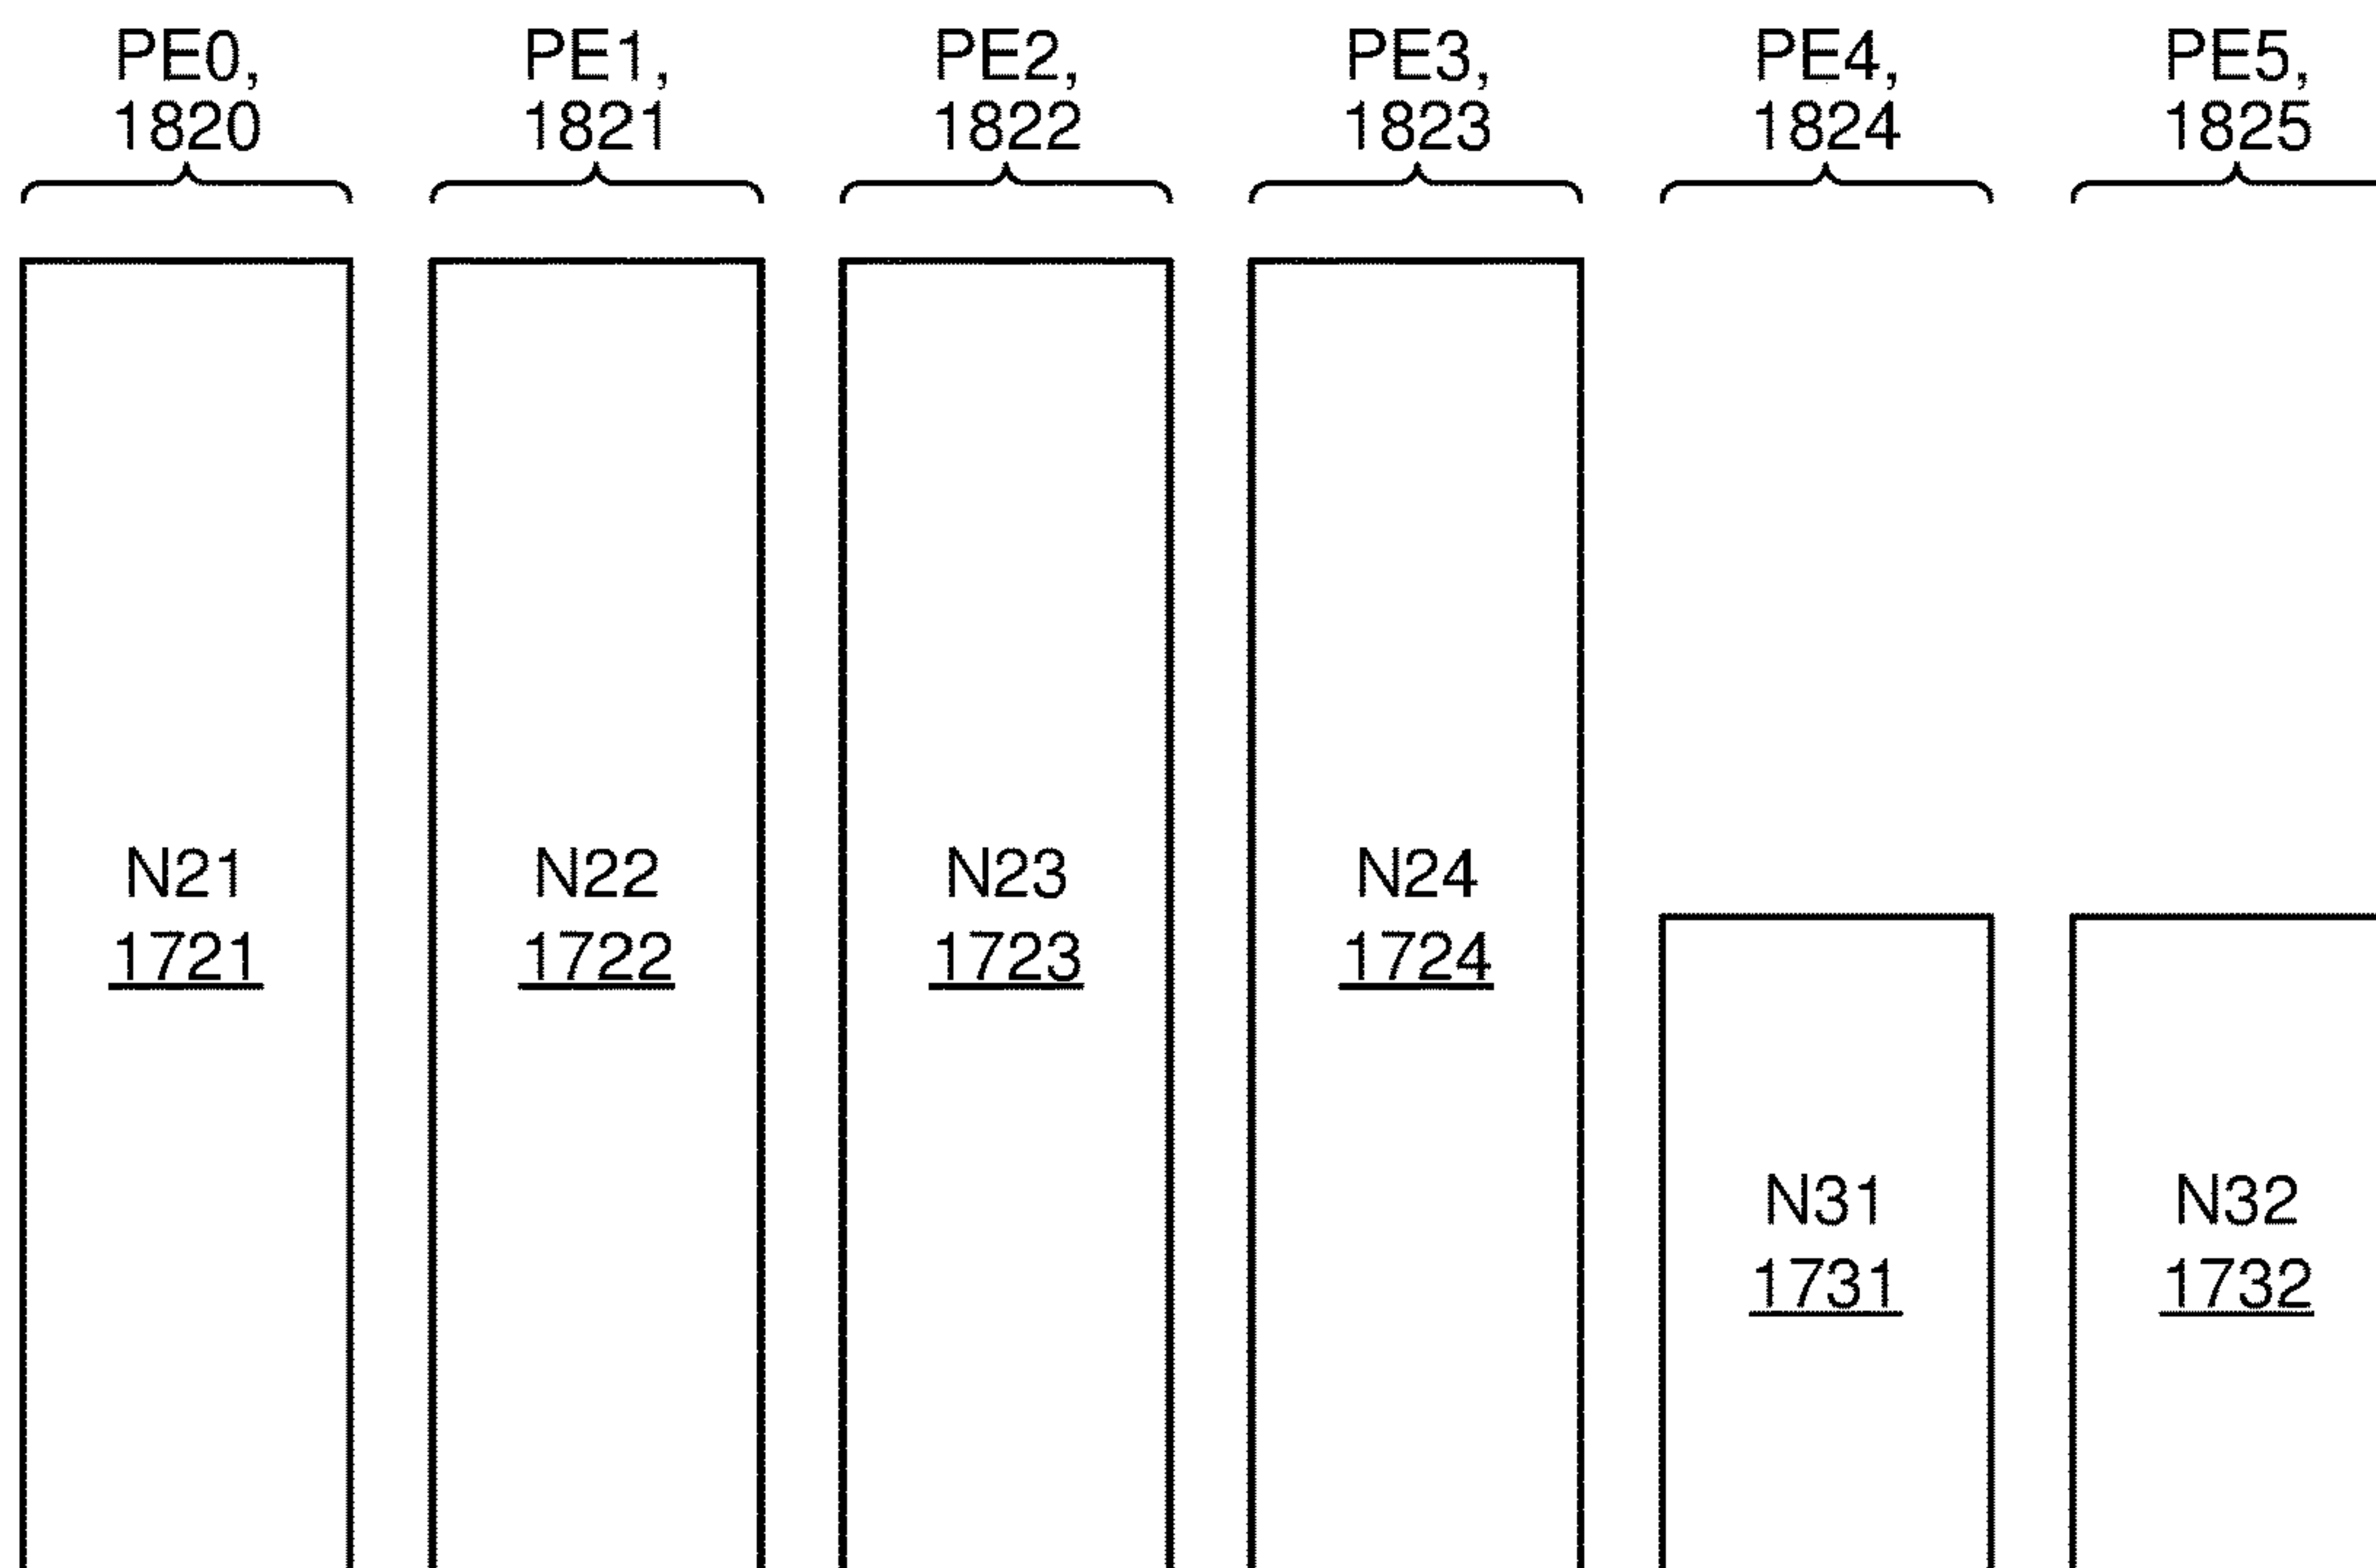 PE0,
1820
PE1,
1821
PE2,
1822
PE3,
1823
PE4,
1824
PE5,
1825
N21
1721
N22
1722
N23
1723
N24
1724
N31
1731
N32
1732